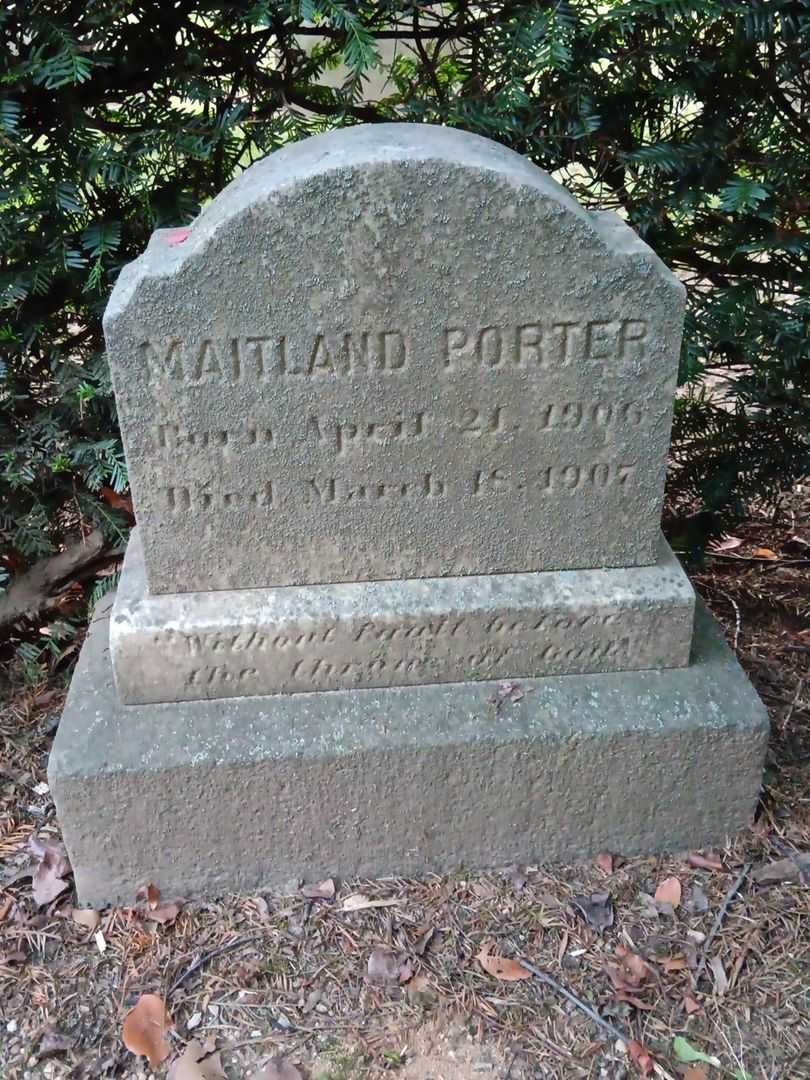 MAITLAND PORTER
Born April 21. 1906
Died March 18. 1907
"Without Fault before
the throne of God."